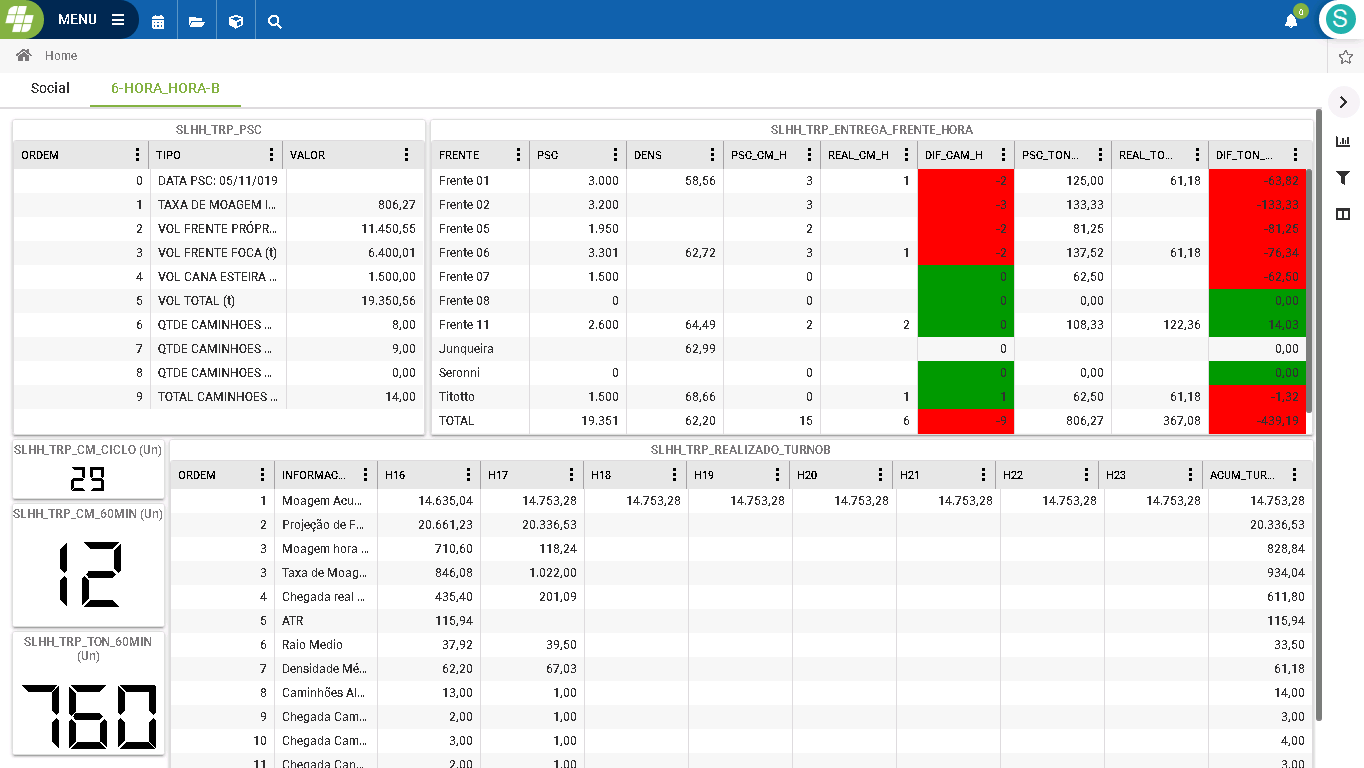 MENU
0
S
Home
Social 6-HORA_HORA-B
SLHH_TRP_PSC
ORDEM TIPO VALOR
0 DATA PSC: 05/11/019
1 TAXA DE MOAGEM I... 806,27
2 VOL FRENTE PRÓPR... 11.450,55
3 VOL FRENTE FOCA (t) 6.400,01
4 VOL CANA ESTEIRA ... 1.500,00
5 VOL TOTAL (t) 19.350,56
6 QTDE CAMINHOES ... 8,00
7 QTDE CAMINHOES ... 9,00
8 QTDE CAMINHOES ... 0,00
9 TOTAL CAMINHOES ... 14,00
SLHH_TRP_ENTREGA_FRENTE_HORA
FRENTE PSC DENS PSC_CM_H REAL_CM_H DIF_CAM_H PSC_TON... REAL_TO... DIF_TON_...
Frente 01 3.000 58,56 3 1 -2 125,00 61,18 -63,82
Frente 02 3.200 3 -3 133,33 -133,33
Frente 05 1.950 2 -2 81,25 -81,25
Frente 06 3.301 62,72 3 1 -2 137,52 61,18 -76,34
Frente 07 1.500 0 0 62,50 -62,50
Frente 08 0 0 0 0,00 0,00
Frente 11 2.600 64,49 2 2 0 108,33 122,36 14,03
Junqueira 62,99 0 0,00
Seronni 0 0 0 0,00 0,00
Titotto 1.500 68,66 0 1 1 62,50 61,18 -1,32
TOTAL 19.351 62,20 15 6 -9 806,27 367,08 -439,19
SLHH_TRP_CM_CICLO (Un)
29
SLHH_TRP_CM_60MIN (Un)
12
SLHH_TRP_TON_60MIN
(Un)
760
SLHH_TRP_REALIZADO_TURNOB
ORDEM INFORMAC... H16 H17 H18 H19 H20 H21 H22 H23 ACUM_TUR...
1 Moagem Acu... 14.635,04 14.753,28 14.753,28 14.753,28 14.753,28 14.753,28 14.753,28 14.753,28 14.753,28
2 Projeção de F... 20.661,23 20.336,53 20.336,53
3 Moagem hora ... 710,60 118,24 828,84
3 Taxa de Moag... 846,08 1.022,00 934,04
4 Chegada real ... 435,40 201,09 611,80
5 ATR 115,94 115,94
6 Raio Medio 37,92 39,50 33,50
7 Densidade Mé... 62,20 67,03 61,18
8 Caminhões Al... 13,00 1,00 14,00
9 Chegada Cam... 2,00 1,00 3,00
10 Chegada Cam... 3,00 1,00 4,00
11 Chegada Can... 2,00 1,00 3,00